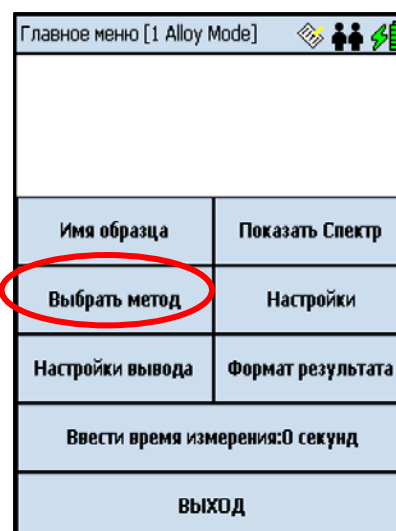 Главное меню [1 Alloy Mode]
Имя образца
Показать Спектр
Выбрать метод
Настройки
Настройки вывода
Формат результата
Ввести время измерения:0 секунд
ВЫХОД